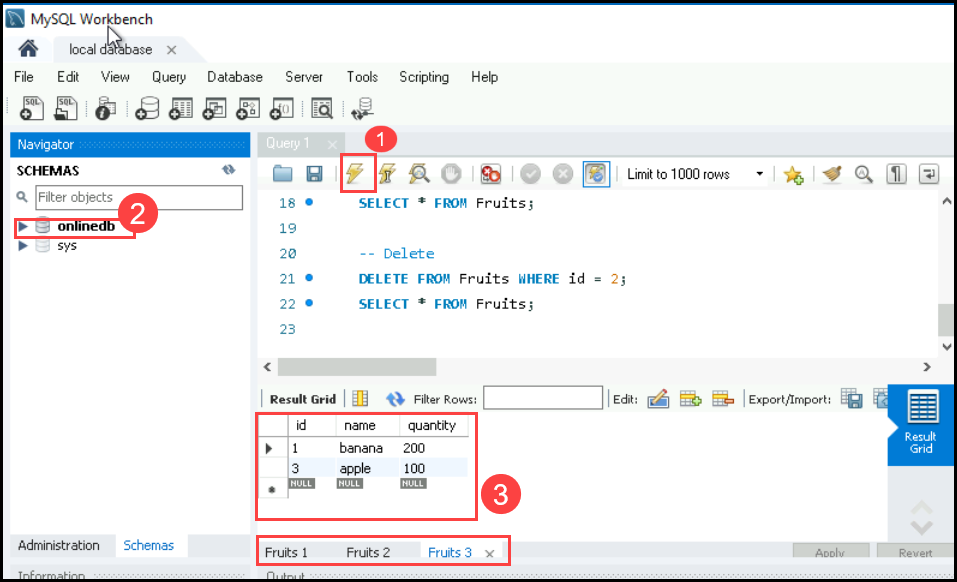 MySQL Workbench
local database
File Edit View Query Database Server Tools Scripting Help
Navigator
SCHEMAS
Filter objects
2
onlinedb
sys
Administration Schemas
Information
Query 1
1
Limit to 1000 rows
18 SELECT * FROM Fruits;
19
20 -- Delete
21 DELETE FROM Fruits WHERE id = 2;
22 SELECT * FROM Fruits;
23
Result Grid Filter Rows: Edit: Export/Import:
id name quantity
1 banana 200
3 apple 100
NULL NULL NULL
3
Result
Grid
Fruits 1 Fruits 2 Fruits 3 Apply Revert
Output